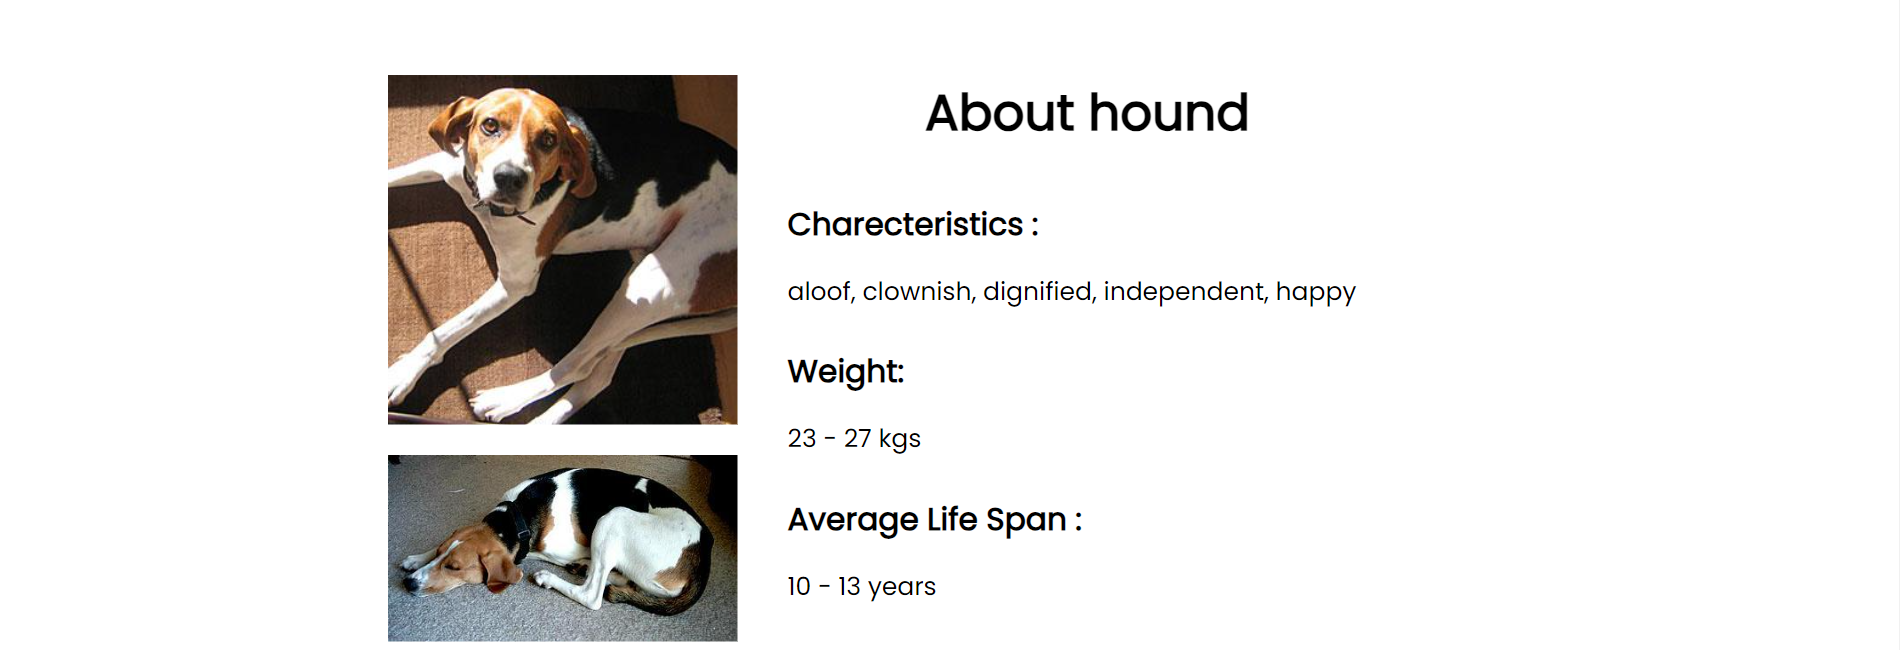 About hound
Charecteristics :
aloof, clownish, dignified, independent, happy
Weight:
23 - 27 kgs
Average Life Span :
10 - 13 years